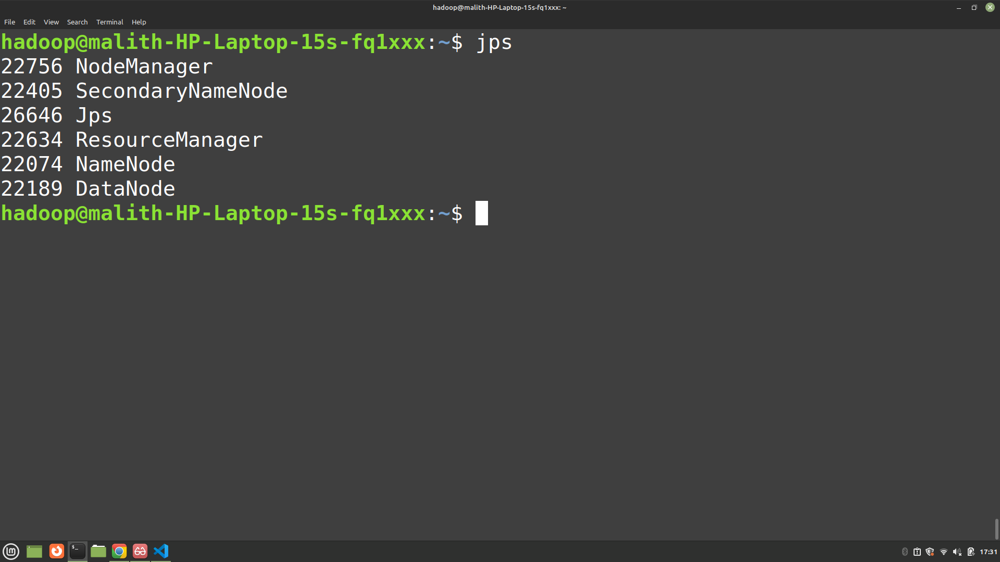 hadoop@malith-HP-Laptop-15s-fq1xxx: ~
File Edit View Search Terminal Help
hadoop@malith-HP-Laptop-15s-fq1xxx:~$ jps
22756 NodeManager
22405 SecondaryNameNode
26646 Jps
22634 ResourceManager
22074 NameNode
22189 DataNode
hadoop@malith-HP-Laptop-15s-fq1xxx:~$
17:31